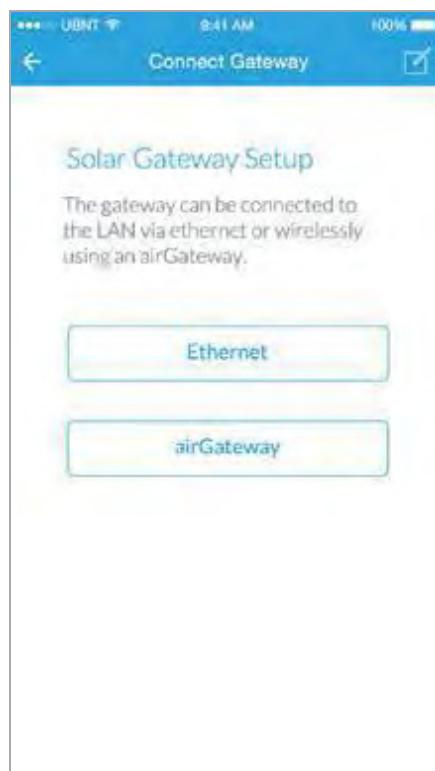 UBNT 9:41 AM 100%
Connect Gateway
Solar Gateway Setup
The gateway can be connected to
the LAN via ethernet or wirelessly
using an airGateway.
Ethernet
airGateway